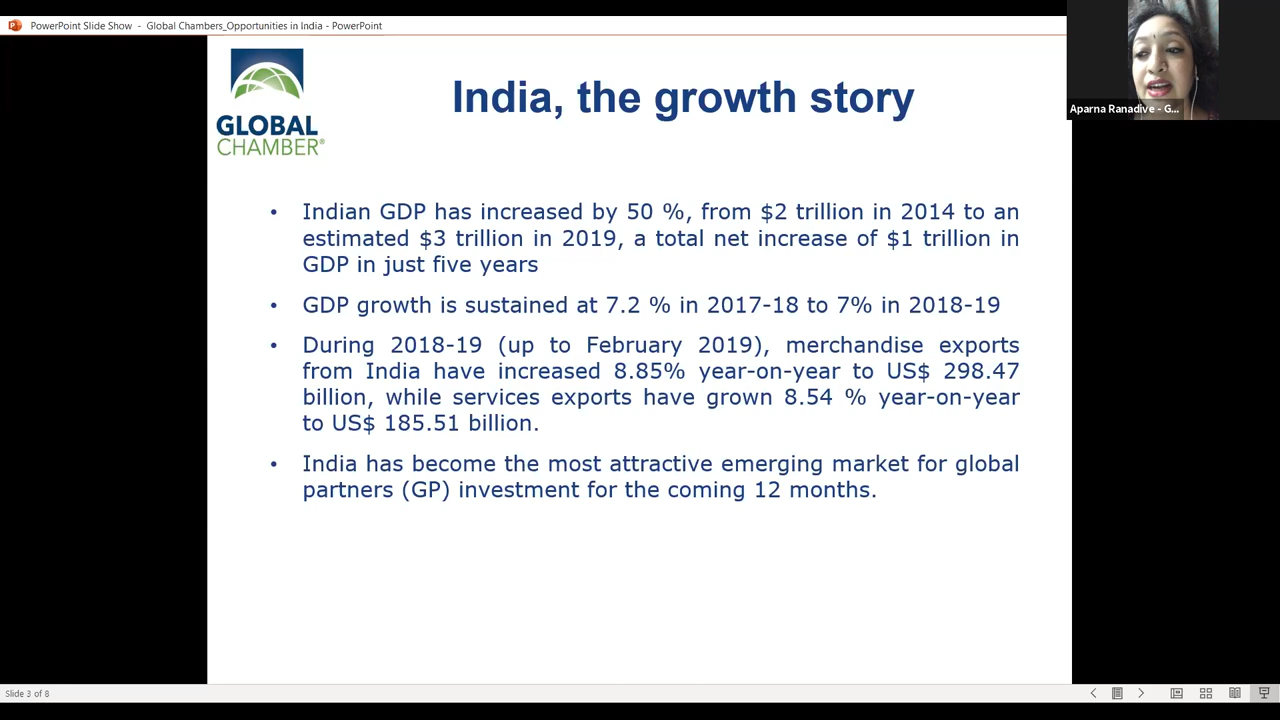 PowerPoint Slide Show - Global Chambers_Opportunities in India - PowerPoint
Aparna Ranadive - G...
GLOBAL
CHAMBER®
India, the growth story
• Indian GDP has increased by 50 %, from $2 trillion in 2014 to an
estimated $3 trillion in 2019, a total net increase of $1 trillion in
GDP in just five years
• GDP growth is sustained at 7.2 % in 2017-18 to 7% in 2018-19
• During 2018-19 (up to February 2019), merchandise exports
from India have increased 8.85% year-on-year to US$ 298.47
billion, while services exports have grown 8.54 % year-on-year
to US$ 185.51 billion.
• India has become the most attractive emerging market for global
partners (GP) investment for the coming 12 months.
Slide 3 of 8